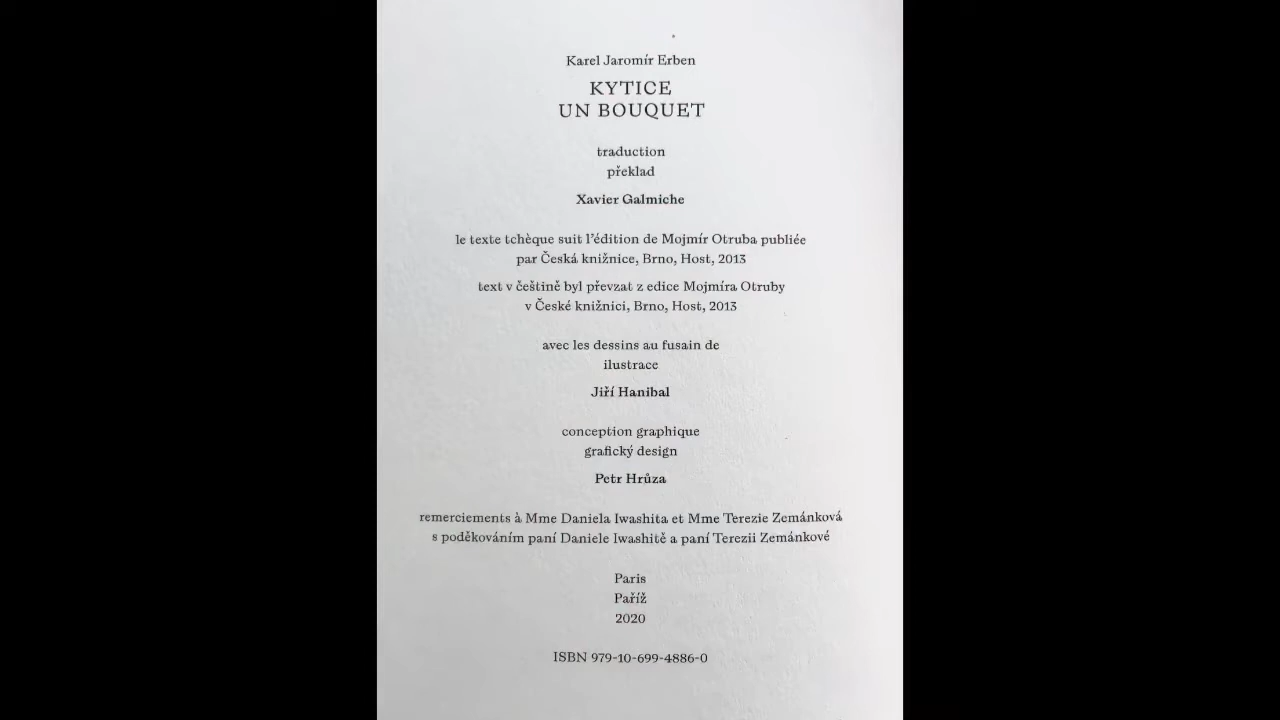 Karel Jaromír Erben
KYTICE
UN BOUQUET
traduction
překlad
Xavier Galmiche
le texte tchèque suit l'édition de Mojmír Otruba publiée
par Česká knižnice, Brno, Host, 2013
text v češtině byl převzat z edice Mojmíra Otruby
v České knižnici, Brno, Host, 2013
avec les dessins au fusain de
ilustrace
Jiří Hanibal
conception graphique
grafický design
Petr Hrůza
remerciements à Mme Daniela Iwashita et Mme Terezie Zemánková
s poděkováním paní Daniele Iwashitě a paní Terezii Zemánkové
Paris
Paříž
2020
ISBN 979-10-699-4886-0